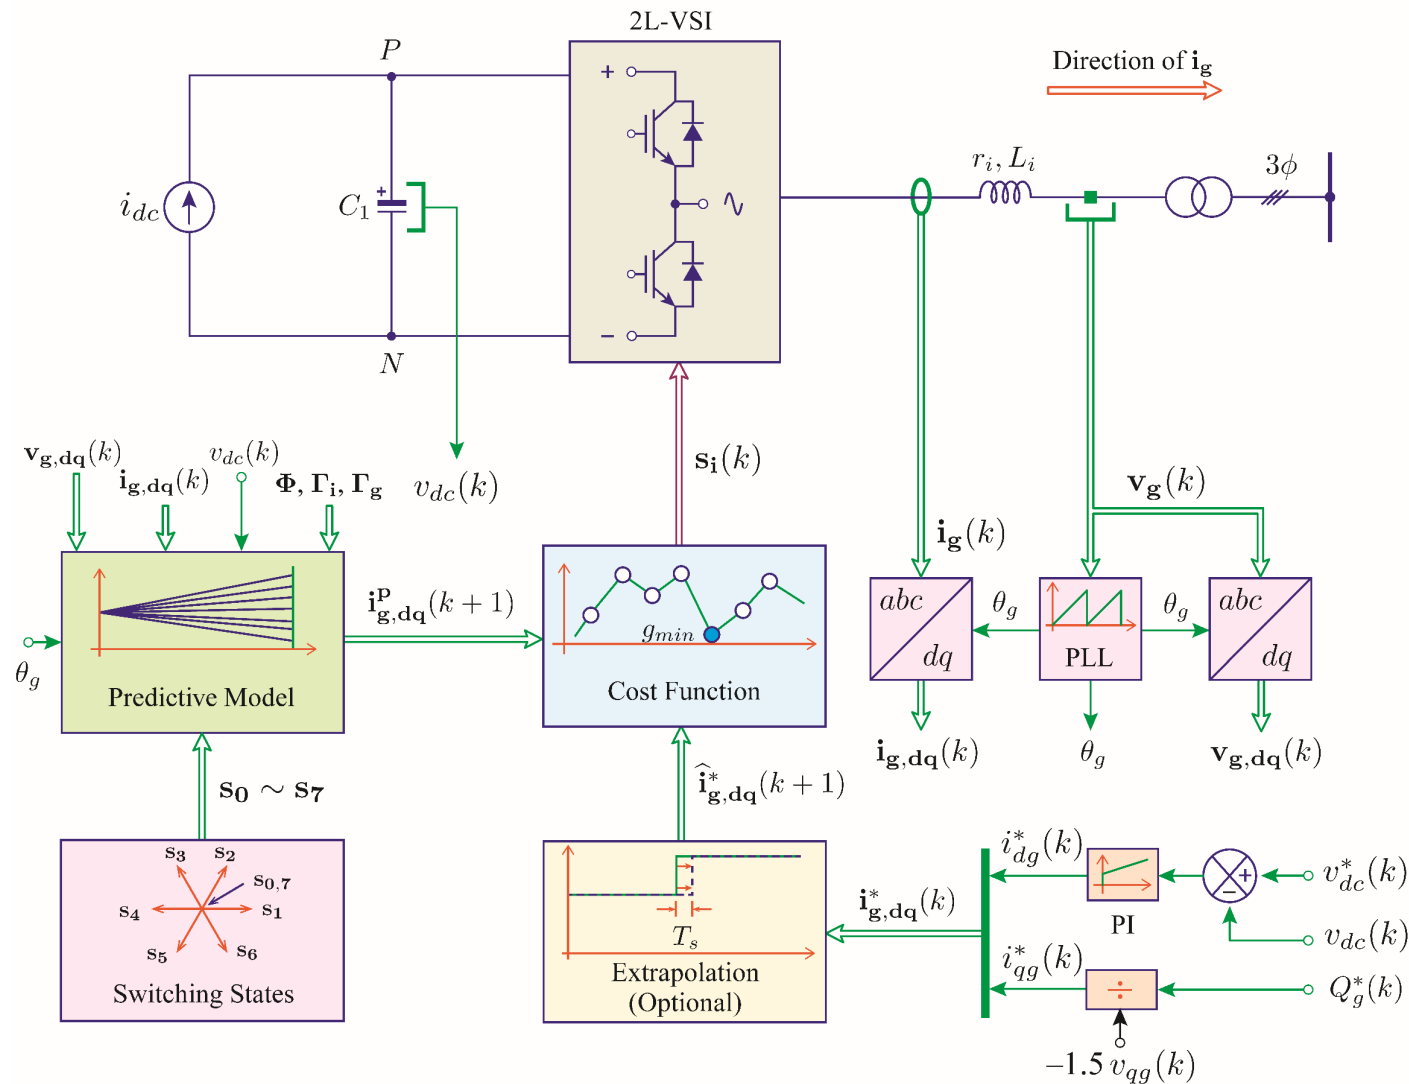 2L-VSI
P
Direction of i_g
+
r_i, L_i
3ϕ
i_dc
+
C_1
∿
−
N
s_i(k)
v_g,dq(k)
i_g,dq(k)
v_dc(k)
Φ, Γ_i, Γ_g
v_dc(k)
v_g(k)
i_g(k)
i^p_g,dq(k+1)
g_min
abc
dq
θ_g
PLL
θ_g
abc
dq
θ_g
Predictive Model
Cost Function
i_g,dq(k)
θ_g
v_g,dq(k)
s_0 ∼ s_7
î*_g,dq(k+1)
s_3
s_2
s_0,7
s_4
s_1
s_5
s_6
Switching States
T_s
Extrapolation
(Optional)
i*_g,dq(k)
i*_dg(k)
PI
+
−
v*_dc(k)
v_dc(k)
i*_qg(k)
÷
Q*_g(k)
−1.5 v_qg(k)